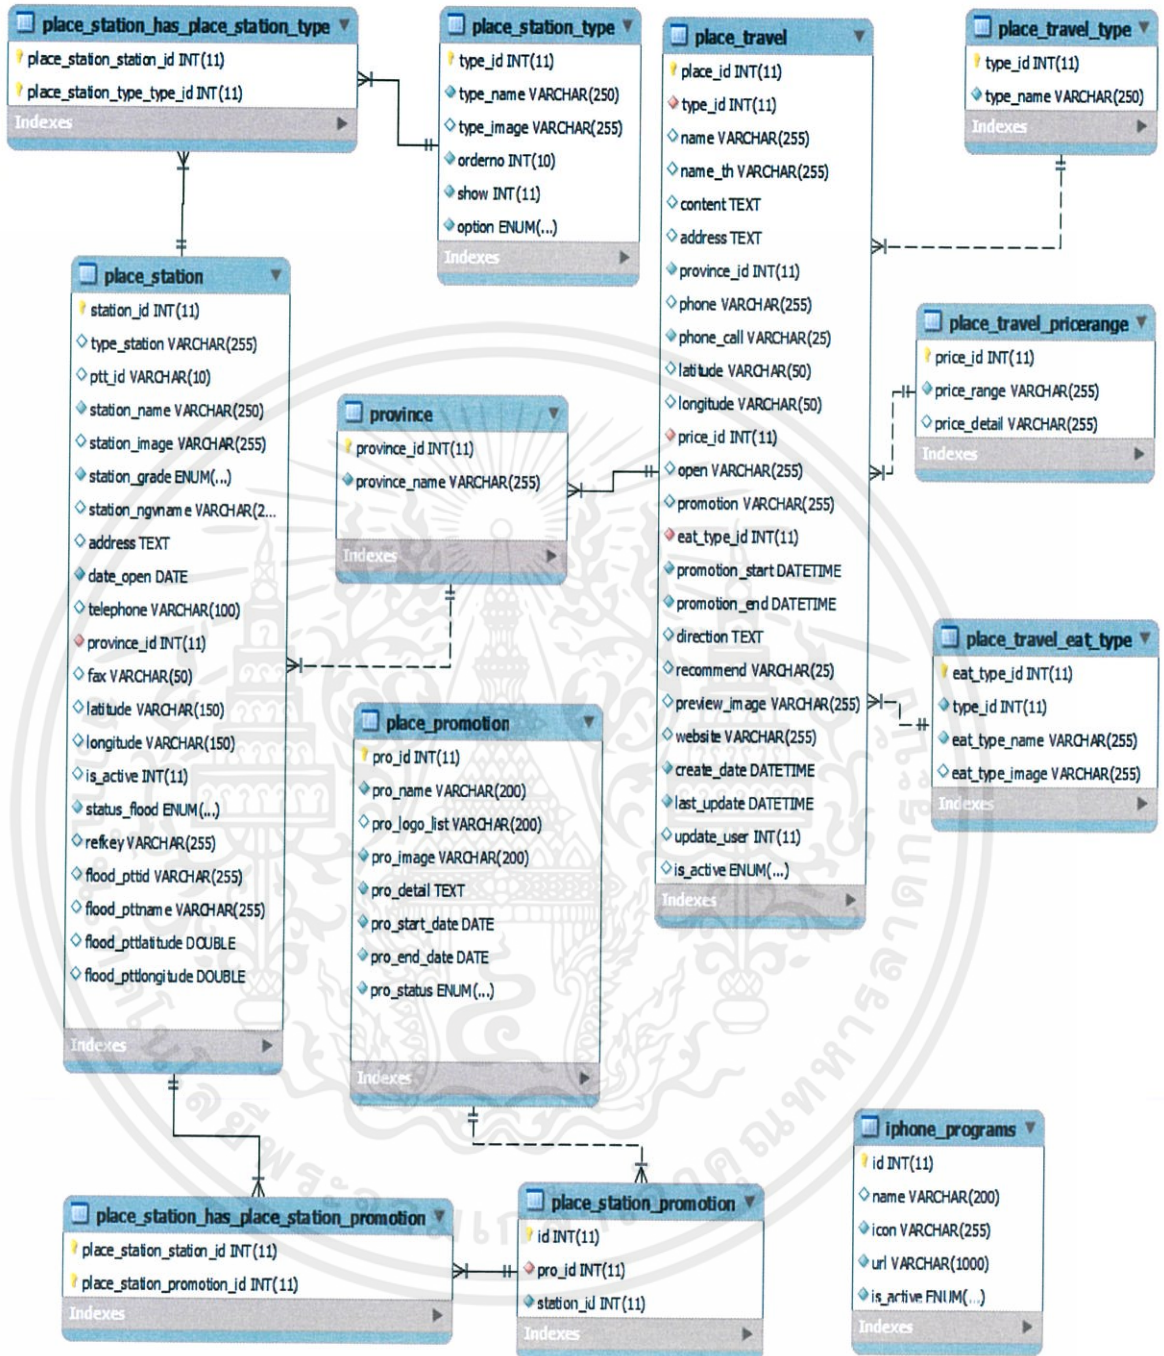 place_station_has_place_station_type
place_station_station_id INT(11)
place_station_type_type_id INT(11)
Indexes
place_station_type
type_id INT(11)
type_name VARCHAR(250)
type_image VARCHAR(255)
orderno INT(10)
show INT(11)
option ENUM(...)
Indexes
place_travel
place_id INT(11)
type_id INT(11)
name VARCHAR(255)
name_th VARCHAR(255)
content TEXT
address TEXT
province_id INT(11)
phone VARCHAR(255)
phone_call VARCHAR(25)
latitude VARCHAR(50)
longitude VARCHAR(50)
price_id INT(11)
open VARCHAR(255)
promotion VARCHAR(255)
eat_type_id INT(11)
promotion_start DATETIME
promotion_end DATETIME
direction TEXT
recommend VARCHAR(25)
preview_image VARCHAR(255)
website VARCHAR(255)
create_date DATETIME
last_update DATETIME
update_user INT(11)
is_active ENUM(...)
Indexes
place_travel_type
type_id INT(11)
type_name VARCHAR(250)
Indexes
place_station
station_id INT(11)
type_station VARCHAR(255)
ptt_id VARCHAR(10)
station_name VARCHAR(250)
station_image VARCHAR(255)
station_grade ENUM(...)
station_ngvname VARCHAR(2...
address TEXT
date_open DATE
telephone VARCHAR(100)
province_id INT(11)
fax VARCHAR(50)
latitude VARCHAR(150)
longitude VARCHAR(150)
is_active INT(11)
status_flood ENUM(...)
refkey VARCHAR(255)
flood_pttid VARCHAR(255)
flood_pttname VARCHAR(255)
flood_pttlatitude DOUBLE
flood_pttlongitude DOUBLE
Indexes
province
province_id INT(11)
province_name VARCHAR(255)
Indexes
place_travel_pricerange
price_id INT(11)
price_range VARCHAR(255)
price_detail VARCHAR(255)
Indexes
place_promotion
pro_id INT(11)
pro_name VARCHAR(200)
pro_logo_list VARCHAR(200)
pro_image VARCHAR(200)
pro_detail TEXT
pro_start_date DATE
pro_end_date DATE
pro_status ENUM(...)
Indexes
place_travel_eat_type
eat_type_id INT(11)
type_id INT(11)
eat_type_name VARCHAR(255)
eat_type_image VARCHAR(255)
Indexes
place_station_has_place_station_promotion
place_station_station_id INT(11)
place_station_promotion_id INT(11)
Indexes
place_station_promotion
id INT(11)
pro_id INT(11)
station_id INT(11)
Indexes
iphone_programs
id INT(11)
name VARCHAR(200)
icon VARCHAR(255)
url VARCHAR(1000)
is_active ENUM(...)
Indexes